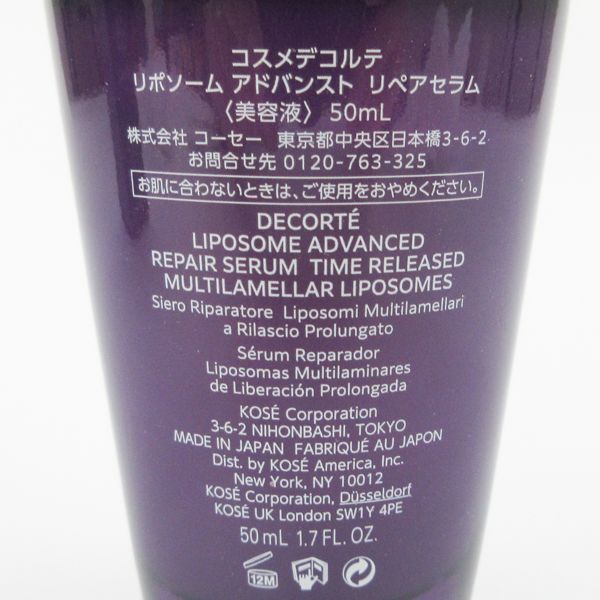 コスメデコルテ
リポソーム アドバンスト リペアセラム
〈美容液〉 50mL
株式会社 コーセー 東京都中央区日本橋3-6-2
お問合せ先 0120-763-325
お肌に合わないときは、ご使用をおやめください。
DECORTÉ
LIPOSOME ADVANCED
REPAIR SERUM TIME RELEASED
MULTILAMELLAR LIPOSOMES
Siero Riparatore Liposomi Multilamellari
a Rilascio Prolungato
Sérum Reparador
Liposomas Multilaminares
de Liberación Prolongada
KOSÉ Corporation
3-6-2 NIHONBASHI, TOKYO
MADE IN JAPAN FABRIQUÉ AU JAPON
Dist. by KOSÉ America, Inc.
New York, NY 10012
KOSÉ Corporation, Düsseldorf
KOSÉ UK London SW1Y 4PE
50 mL 1.7 FL. OZ.
12M